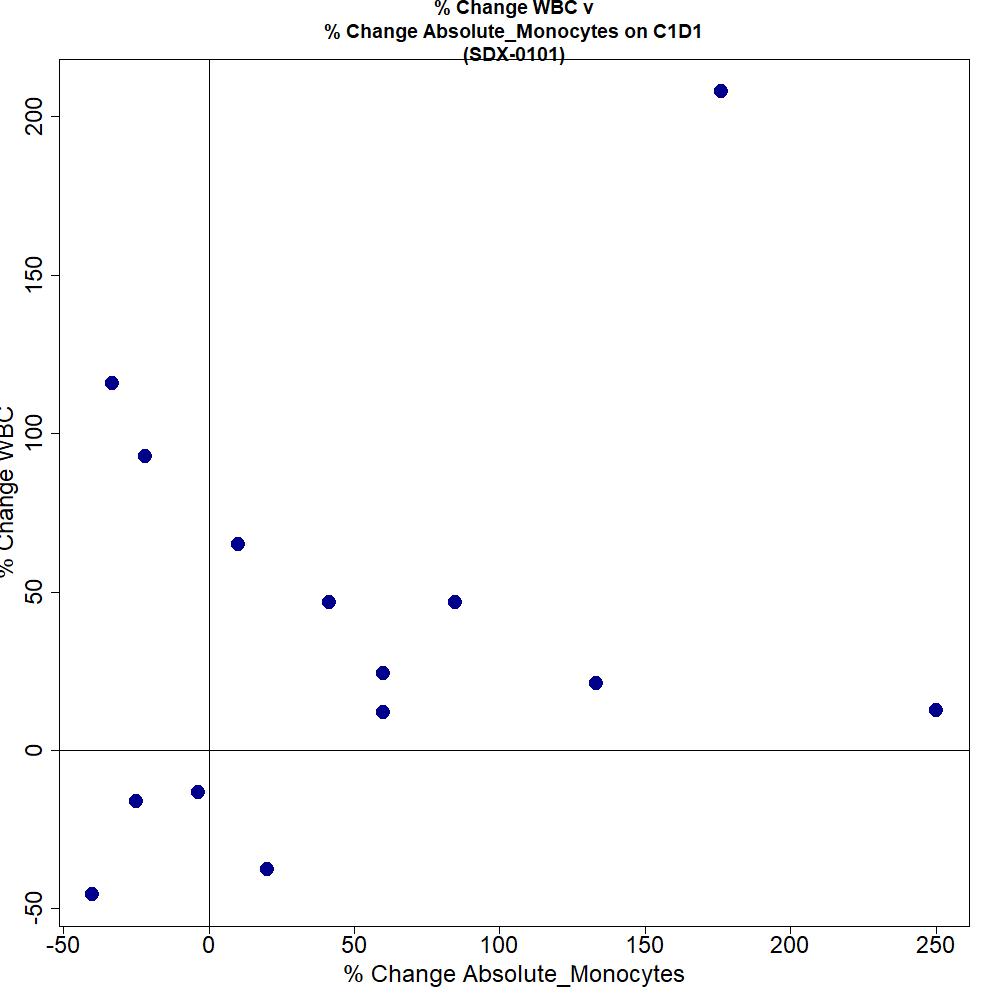 % Change WBC v
% Change Absolute_Monocytes on C1D1
(SDX-0101)
% Change WBC
200
150
100
50
0
-50
-50 0 50 100 150 200 250
% Change Absolute_Monocytes